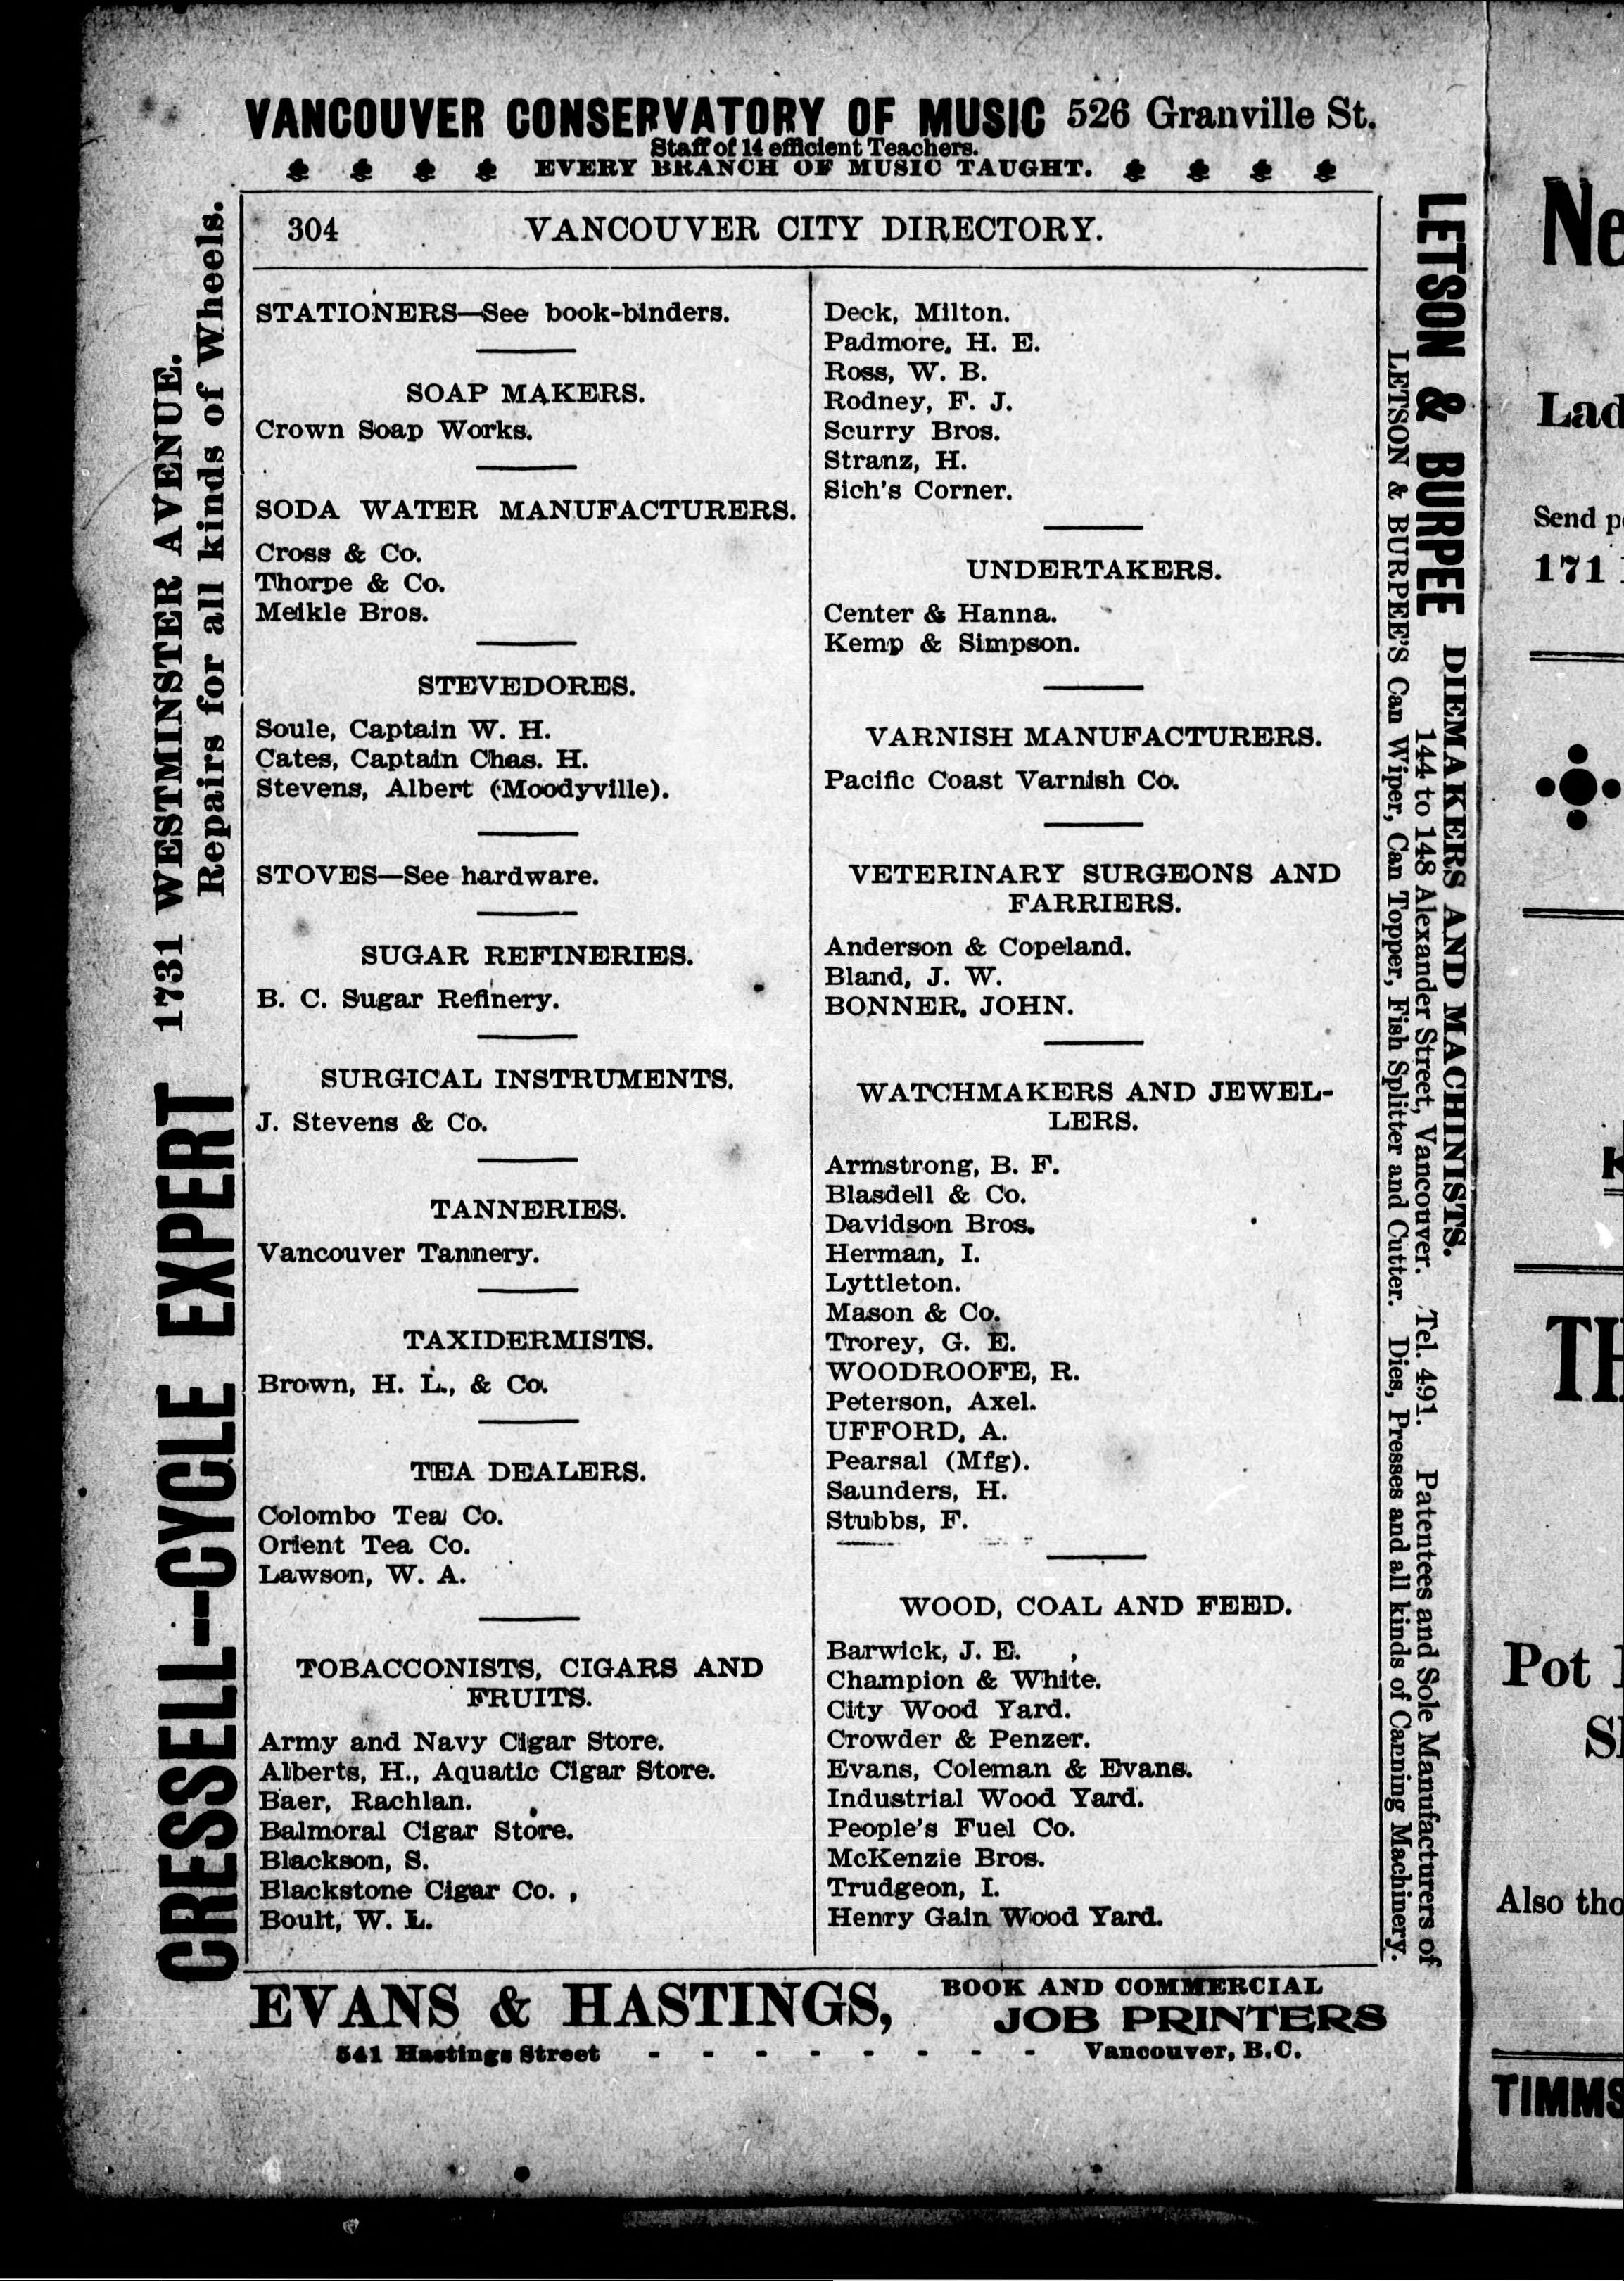 VANCOUVER CONSERVATORY OF MUSIC 526 Granville St.
Staff of 14 efficient Teachers.
EVERY BRANCH OF MUSIC TAUGHT.
304 VANCOUVER CITY DIRECTORY.
STATIONERS—See book-binders.
SOAP MAKERS.
Crown Soap Works.
SODA WATER MANUFACTURERS.
Cross & Co.
Thorpe & Co.
Meikle Bros.
STEVEDORES.
Soule, Captain W. H.
Cates, Captain Chas. H.
Stevens, Albert (Moodyville).
STOVES—See hardware.
SUGAR REFINERIES.
B. C. Sugar Refinery.
SURGICAL INSTRUMENTS.
J. Stevens & Co.
TANNERIES.
Vancouver Tannery.
TAXIDERMISTS.
Brown, H. L., & Co.
TEA DEALERS.
Colombo Tea Co.
Orient Tea Co.
Lawson, W. A.
TOBACCONISTS, CIGARS AND
FRUITS.
Army and Navy Cigar Store.
Alberts, H., Aquatic Cigar Store.
Baer, Rachlan.
Balmoral Cigar Store.
Blackson, S.
Blackstone Cigar Co.
Boult, W. L.
Deck, Milton.
Padmore, H. E.
Ross, W. B.
Rodney, F. J.
Scurry Bros.
Stranz, H.
Sich's Corner.
UNDERTAKERS.
Center & Hanna.
Kemp & Simpson.
VARNISH MANUFACTURERS.
Pacific Coast Varnish Co.
VETERINARY SURGEONS AND
FARRIERS.
Anderson & Copeland.
Bland, J. W.
BONNER, JOHN.
WATCHMAKERS AND JEWEL-
LERS.
Armstrong, B. F.
Blasdell & Co.
Davidson Bros.
Herman, I.
Lyttleton.
Mason & Co.
Trorey, G. E.
WOODROOFE, R.
Peterson, Axel.
UFFORD, A.
Pearsal (Mfg).
Saunders, H.
Stubbs, F.
WOOD, COAL AND FEED.
Barwick, J. E.
Champion & White.
City Wood Yard.
Crowder & Penzer.
Evans, Coleman & Evans.
Industrial Wood Yard.
People's Fuel Co.
McKenzie Bros.
Trudgeon, I.
Henry Gain Wood Yard.
EVANS & HASTINGS, BOOK AND COMMERCIAL
JOB PRINTERS
541 Hastings Street - - - - - - - - Vancouver, B.C.
CRESSELL—CYCLE EXPERT 1731 WESTMINSTER AVENUE.
Repairs for all kinds of Wheels.
LETSON & BURPEE DIEMAKERS AND MACHINISTS.
144 to 148 Alexander Street, Vancouver. Tel. 491. Patentees and Sole Manufacturers of
LETSON & BURPEE'S Can Wiper, Can Topper, Fish Splitter and Cutter. Dies, Presses and all kinds of Canning Machinery.
Send
171
Pot
Also
TIMMS